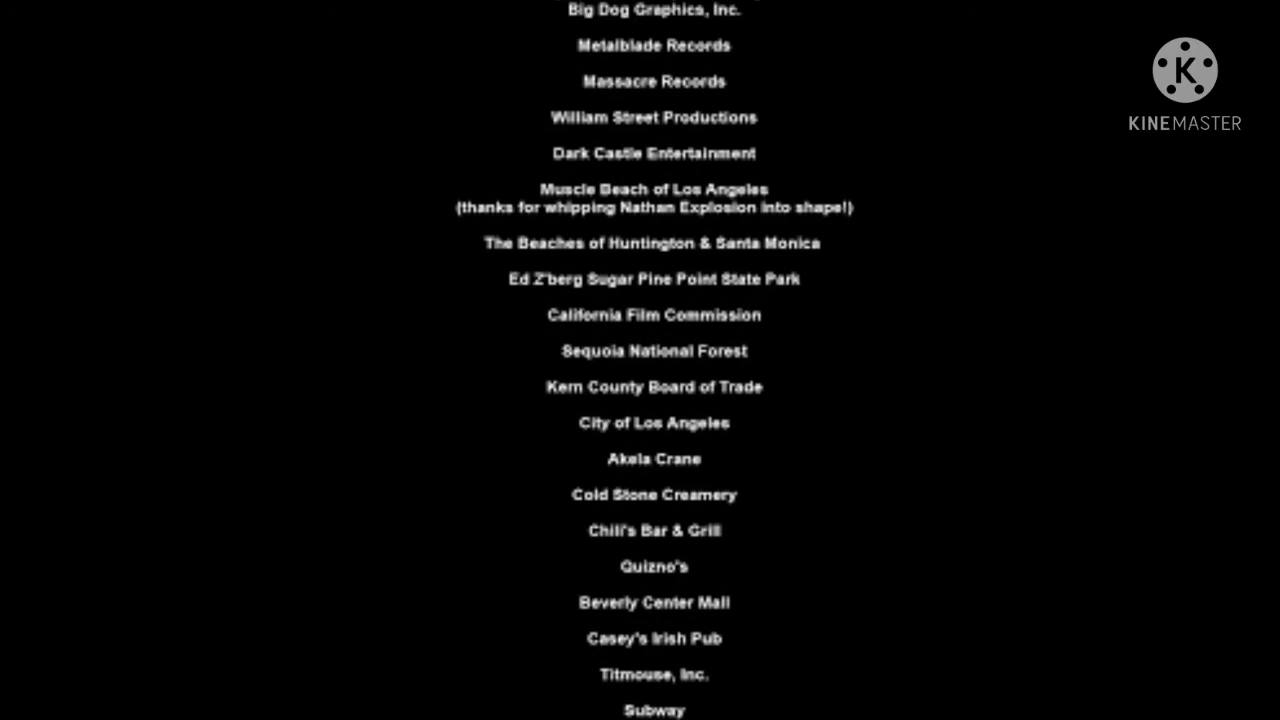 Big Dog Graphics, Inc.
Metalblade Records
Massacre Records
William Street Productions
Dark Castle Entertainment
Muscle Beach of Los Angeles
(thanks for whipping Nathan Explosion into shape!)
The Beaches of Huntington & Santa Monica
Ed Z'berg Sugar Pine Point State Park
California Film Commission
Sequoia National Forest
Kern County Board of Trade
City of Los Angeles
Akela Crane
Cold Stone Creamery
Chili's Bar & Grill
Quizno's
Beverly Center Mall
Casey's Irish Pub
Titmouse, Inc.
Subway
K
KINEMASTER